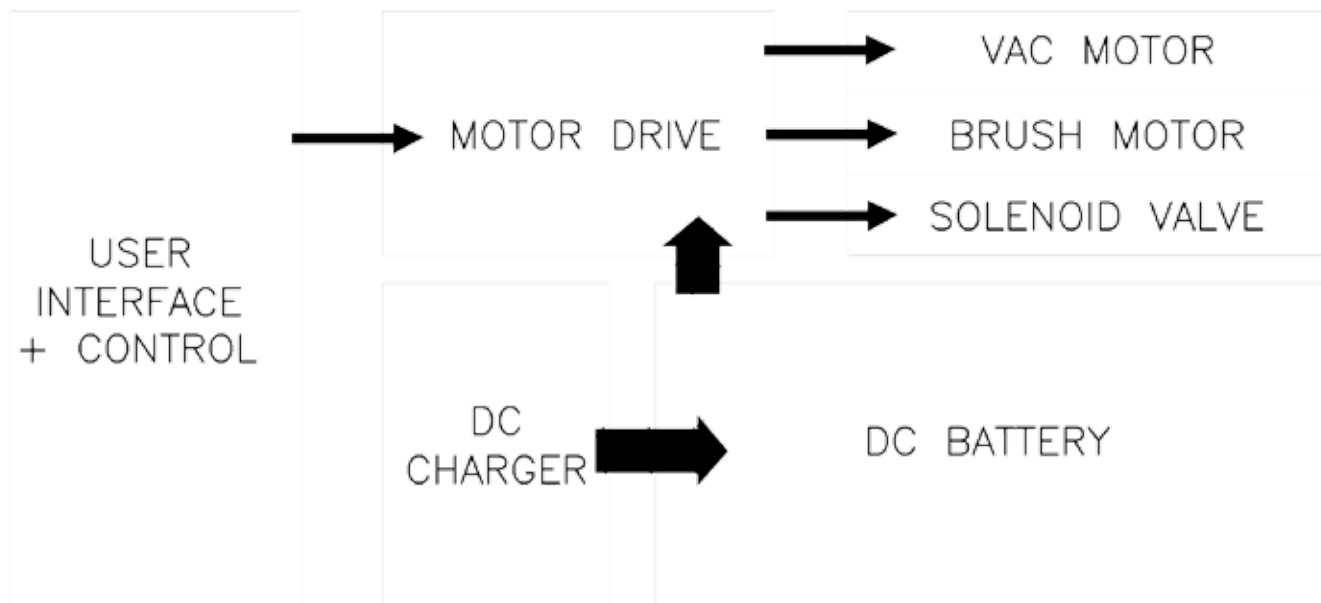 USER
INTERFACE
+ CONTROL
MOTOR DRIVE
VAC MOTOR
BRUSH MOTOR
SOLENOID VALVE
DC
CHARGER
DC BATTERY